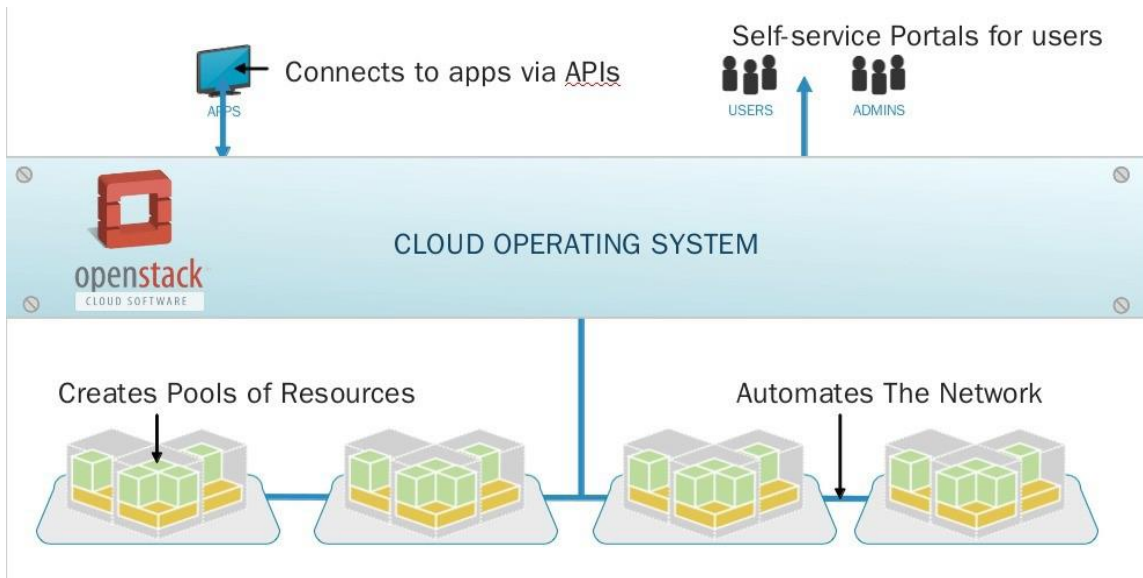 Self-service Portals for users
Connects to apps via APIs
APPS
USERS
ADMINS
openstack
CLOUD SOFTWARE
CLOUD OPERATING SYSTEM
Creates Pools of Resources
Automates The Network